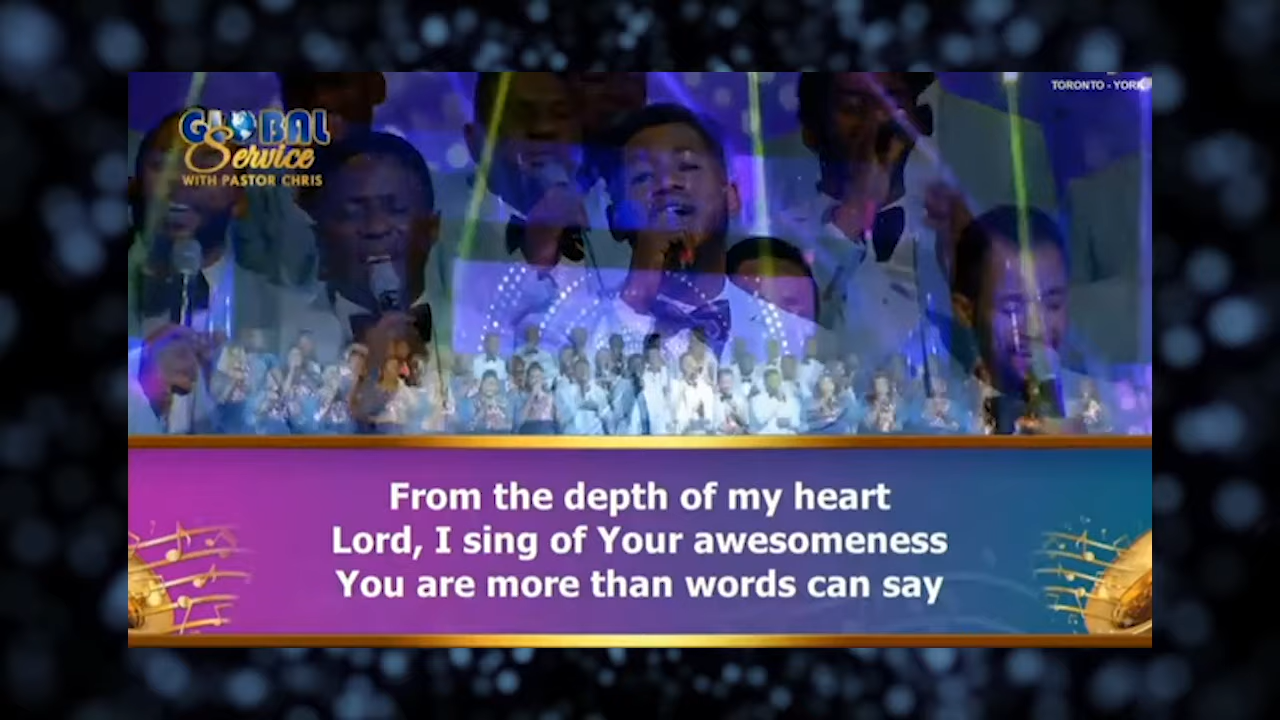 TORONTO - YORK
GLOBAL
Service
WITH PASTOR CHRIS
From the depth of my heart
Lord, I sing of Your awesomeness
You are more than words can say